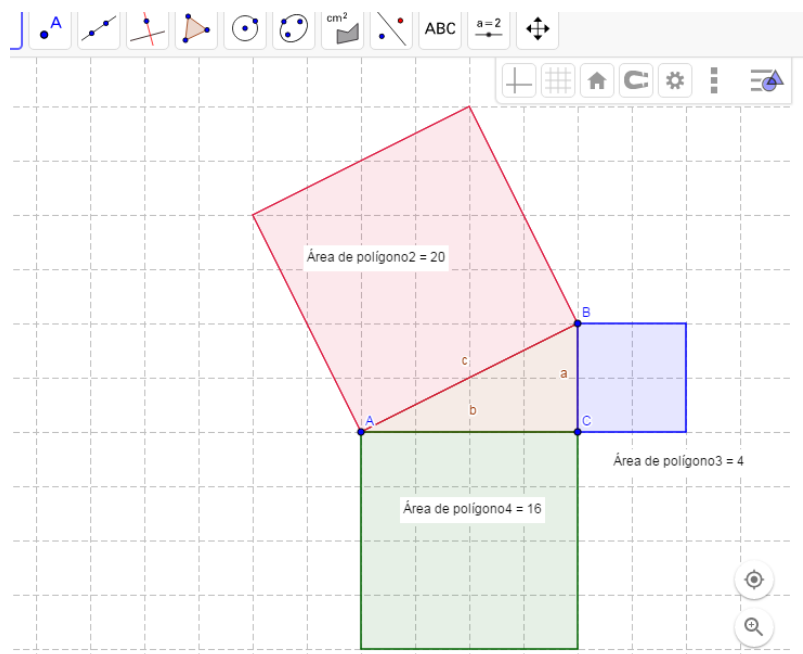 A
cm²
ABC
a=2
Área de polígono2 = 20
B
c
a
b
A
C
Área de polígono3 = 4
Área de polígono4 = 16